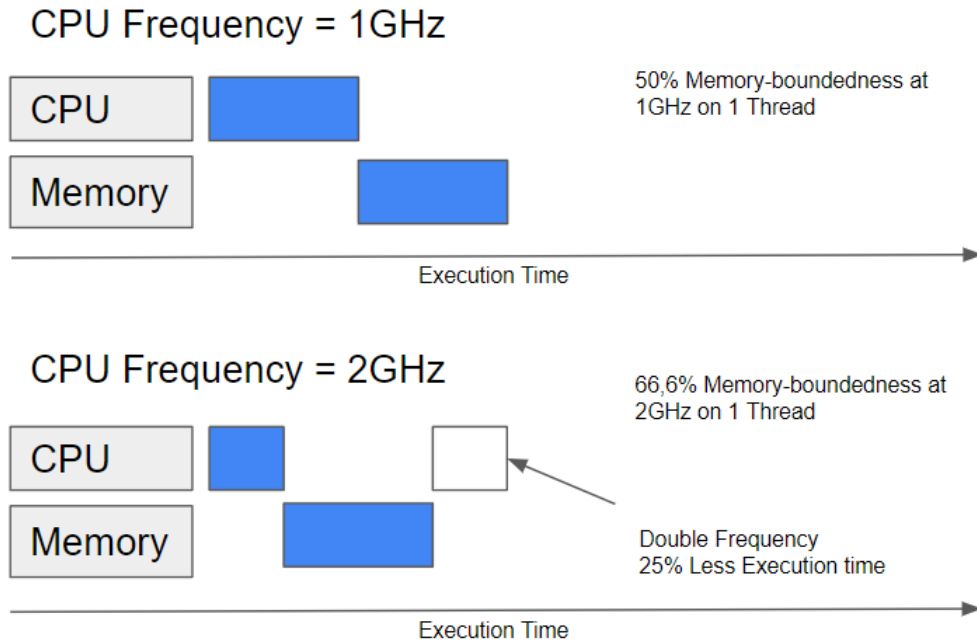 CPU Frequency = 1GHz
50% Memory-boundedness at
1GHz on 1 Thread
CPU
Memory
Execution Time
CPU Frequency = 2GHz
66,6% Memory-boundedness at
2GHz on 1 Thread
CPU
Memory
Double Frequency
25% Less Execution time
Execution Time